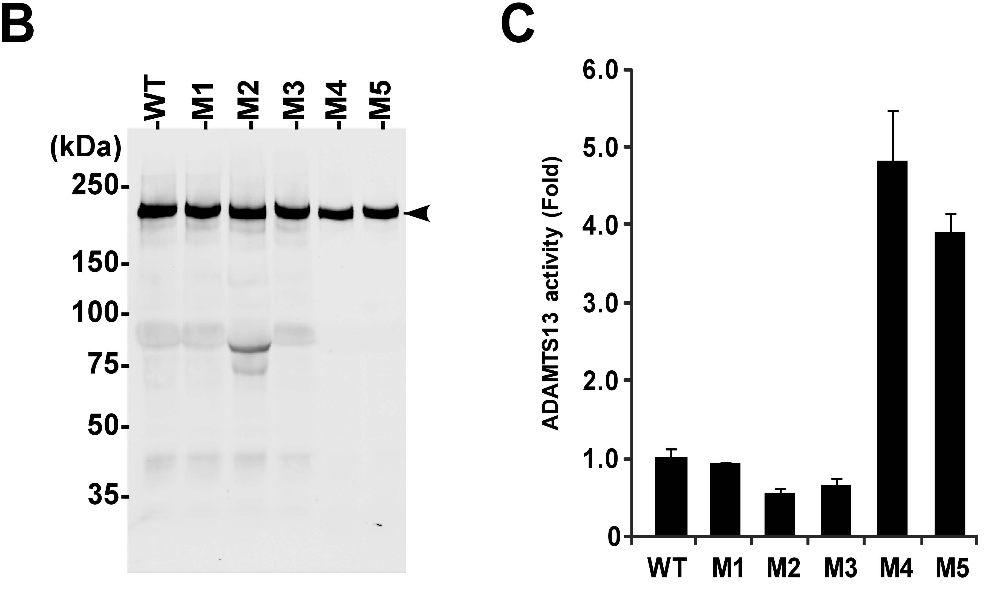 B
-WT
-M1
-M2
-M3
-M4
-M5
(kDa)
250-
150-
100-
75-
50-
35-
C
ADAMTS13 activity (Fold)
6.0
5.0
4.0
3.0
2.0
1.0
0
WT M1 M2 M3 M4 M5